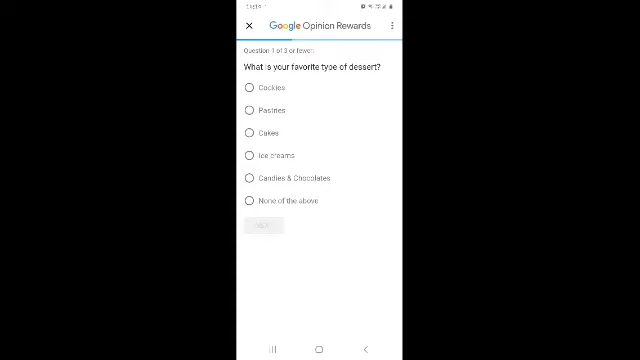 Google Opinion Rewards
Question 1 of 3 or fewer:
What is your favorite type of dessert?
Cookies
Pastries
Cakes
Ice creams
Candies & Chocolates
None of the above